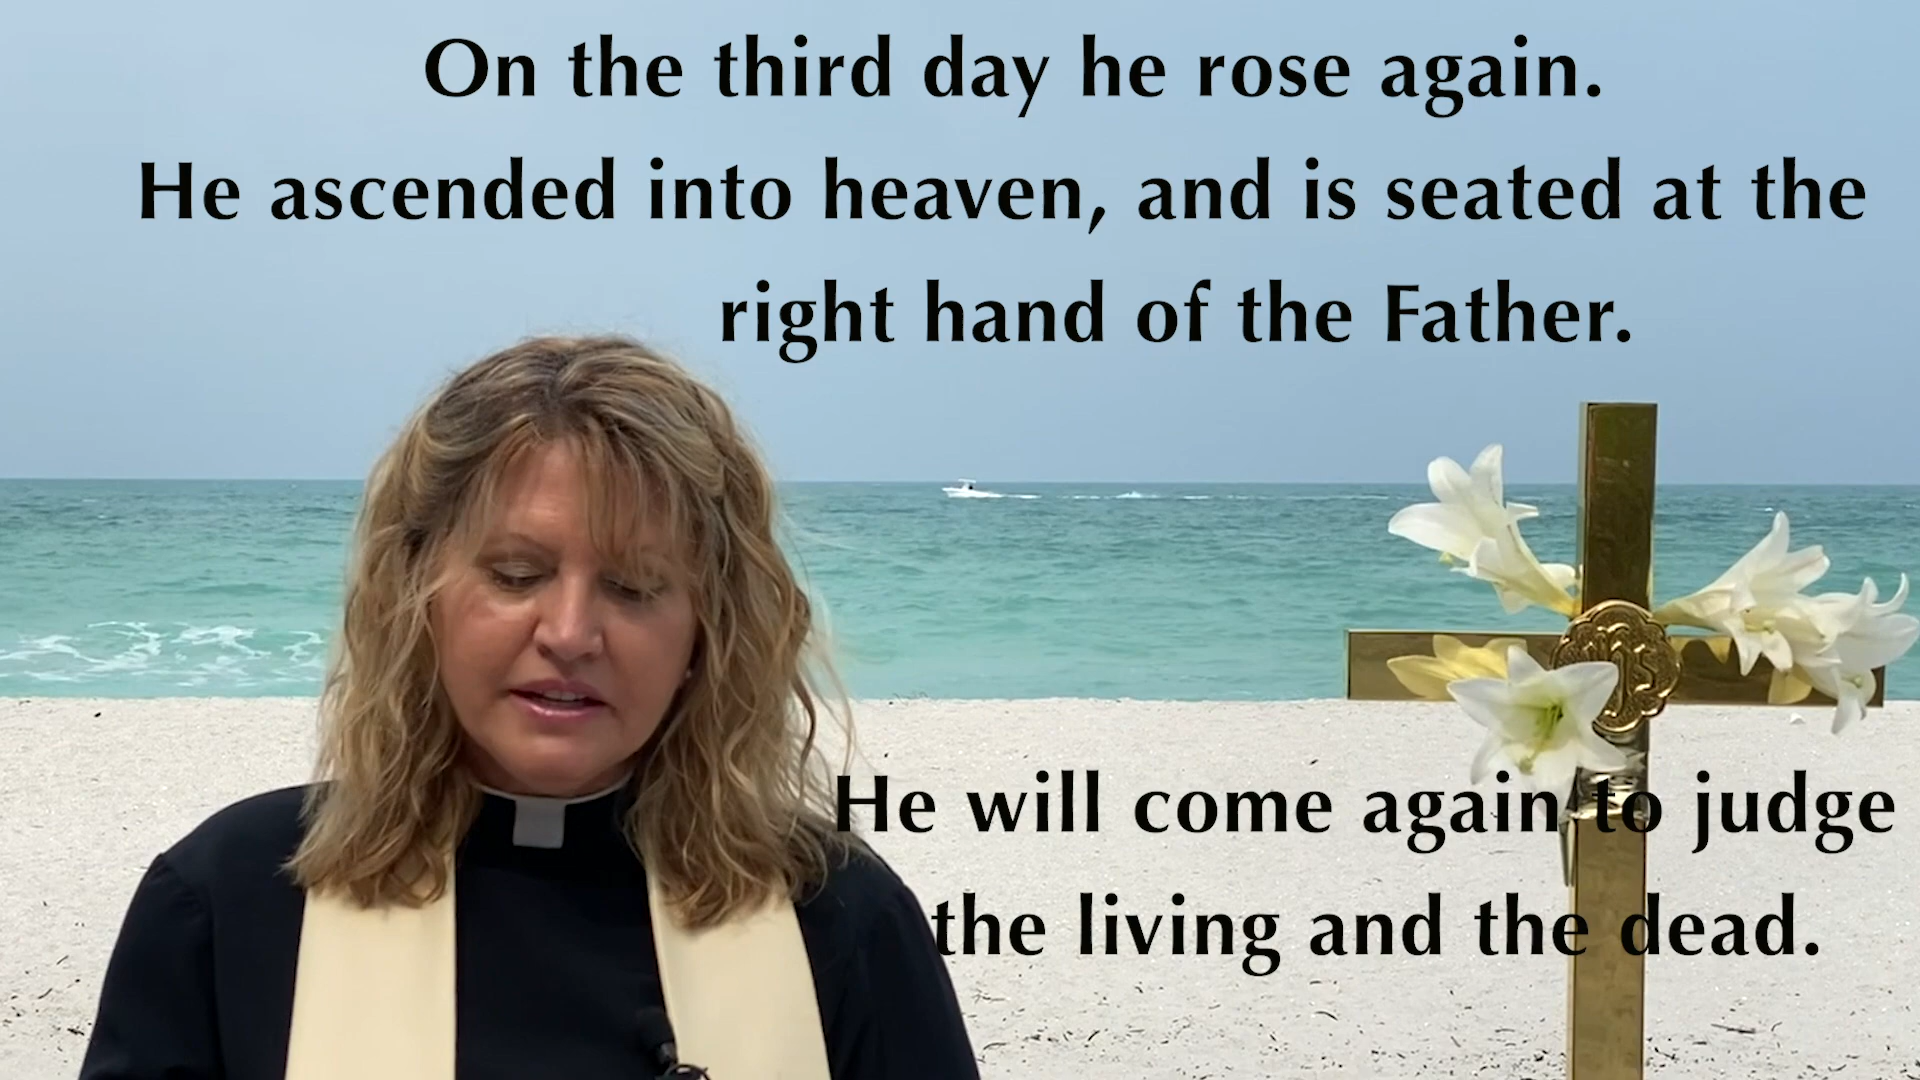 On the third day he rose again.
He ascended into heaven, and is seated at the
right hand of the Father.
IHS
He will come again to judge
the living and the dead.